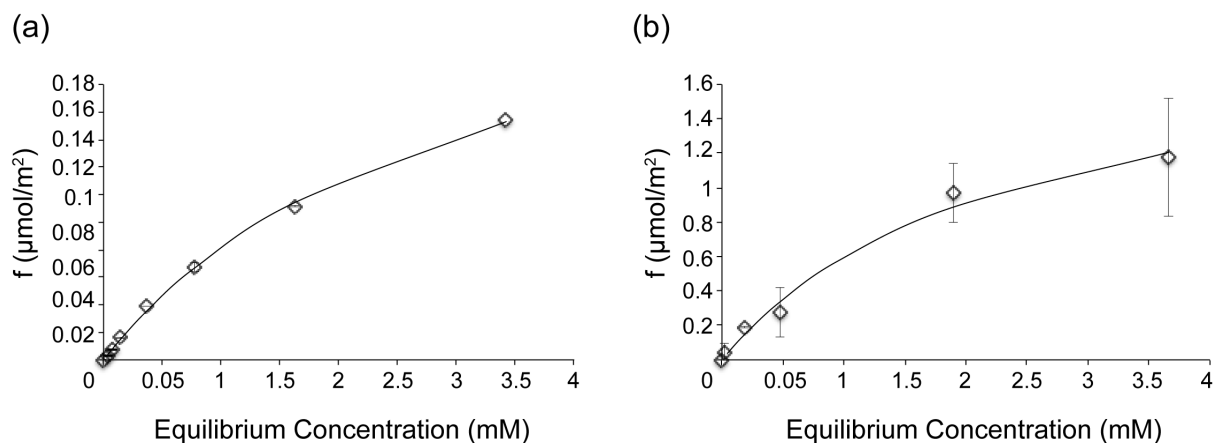 (a)
0.18
0.16
0.14
0.12
0.1
0.08
0.06
0.04
0.02
f (μmol/m²)
0 0.05 1 1.5 2 2.5 3 3.5 4
Equilibrium Concentration (mM)
(b)
1.6
1.4
1.2
1
0.8
0.6
0.4
0.2
f (μmol/m²)
0 0.05 1 1.5 2 2.5 3 3.5 4
Equilibrium Concentration (mM)